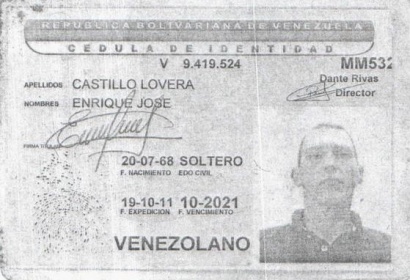 REPUBLICA BOLIVARIANA DE VENEZUELA
CEDULA DE IDENTIDAD
V 9.419.524 MM532
Dante Rivas
Director
APELLIDOS CASTILLO LOVERA
NOMBRES ENRIQUE JOSE
FIRMA TITULAR
20-07-68 SOLTERO
F. NACIMIENTO EDO CIVIL
19-10-11 10-2021
F. EXPEDICION F. VENCIMIENTO
VENEZOLANO